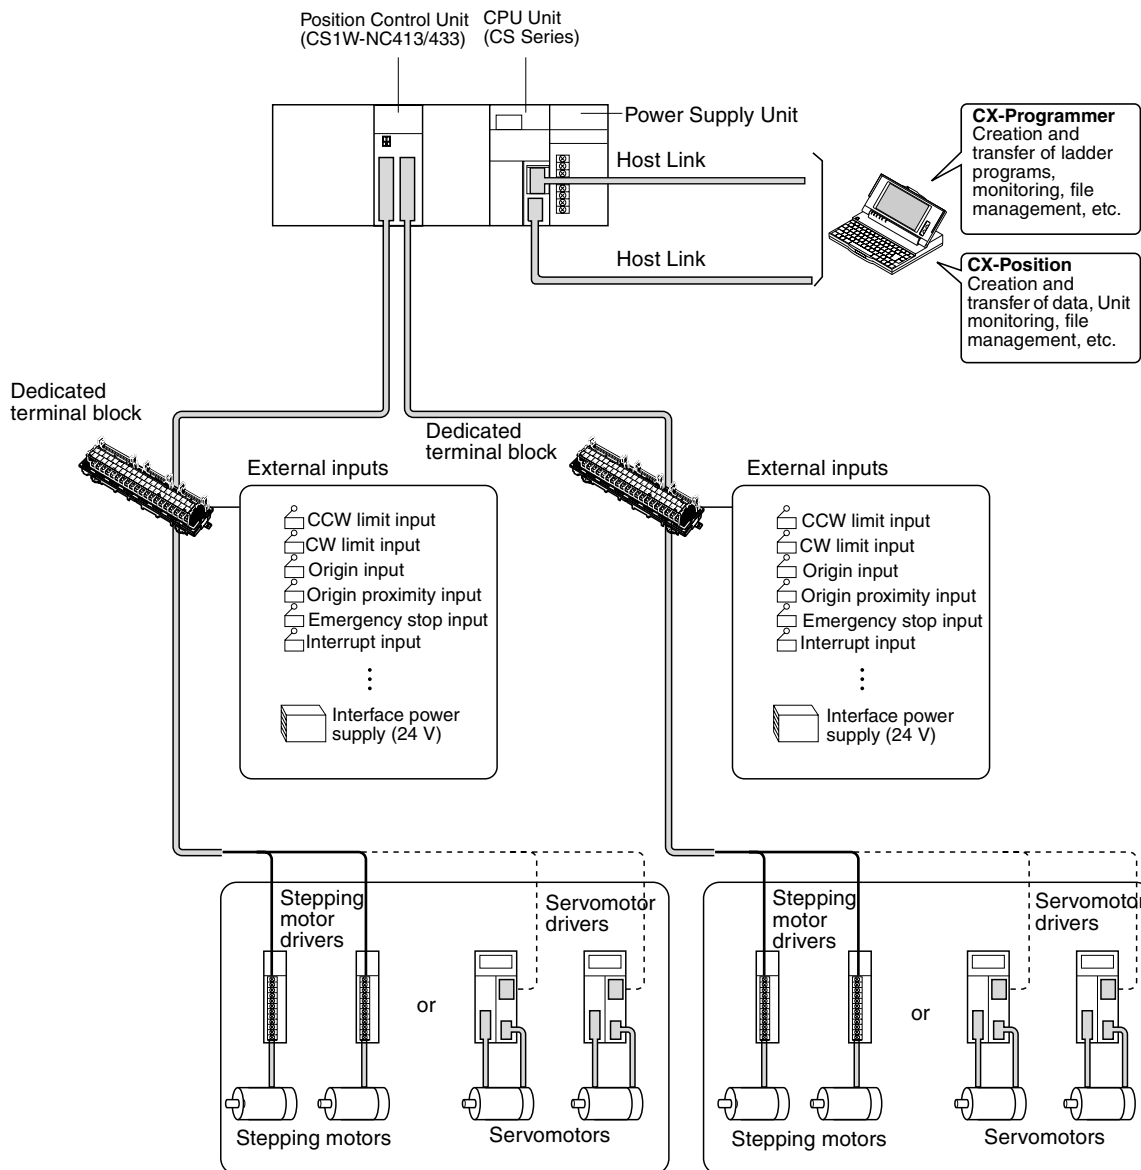 Position Control Unit
(CS1W-NC413/433)
CPU Unit
(CS Series)
Power Supply Unit
Host Link
Host Link
CX-Programmer
Creation and
transfer of ladder
programs,
monitoring, file
management, etc.
CX-Position
Creation and
transfer of data, Unit
monitoring, file
management, etc.
Dedicated
terminal block
Dedicated
terminal block
External inputs
CCW limit input
CW limit input
Origin input
Origin proximity input
Emergency stop input
Interrupt input
Interface power
supply (24 V)
External inputs
CCW limit input
CW limit input
Origin input
Origin proximity input
Emergency stop input
Interrupt input
Interface power
supply (24 V)
Stepping
motor
drivers
Servomotor
drivers
or
Stepping motors
Servomotors
Stepping
motor
drivers
Servomotor
drivers
or
Stepping motors
Servomotors